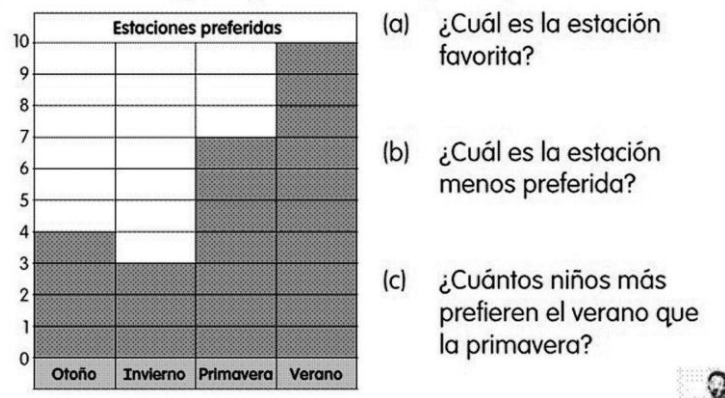 Estaciones preferidas
10
9
8
7
6
5
4
3
2
1
0
Otoño Invierno Primavera Verano
(a) ¿Cuál es la estación
favorita?
(b) ¿Cuál es la estación
menos preferida?
(c) ¿Cuántos niños más
prefieren el verano que
la primavera?